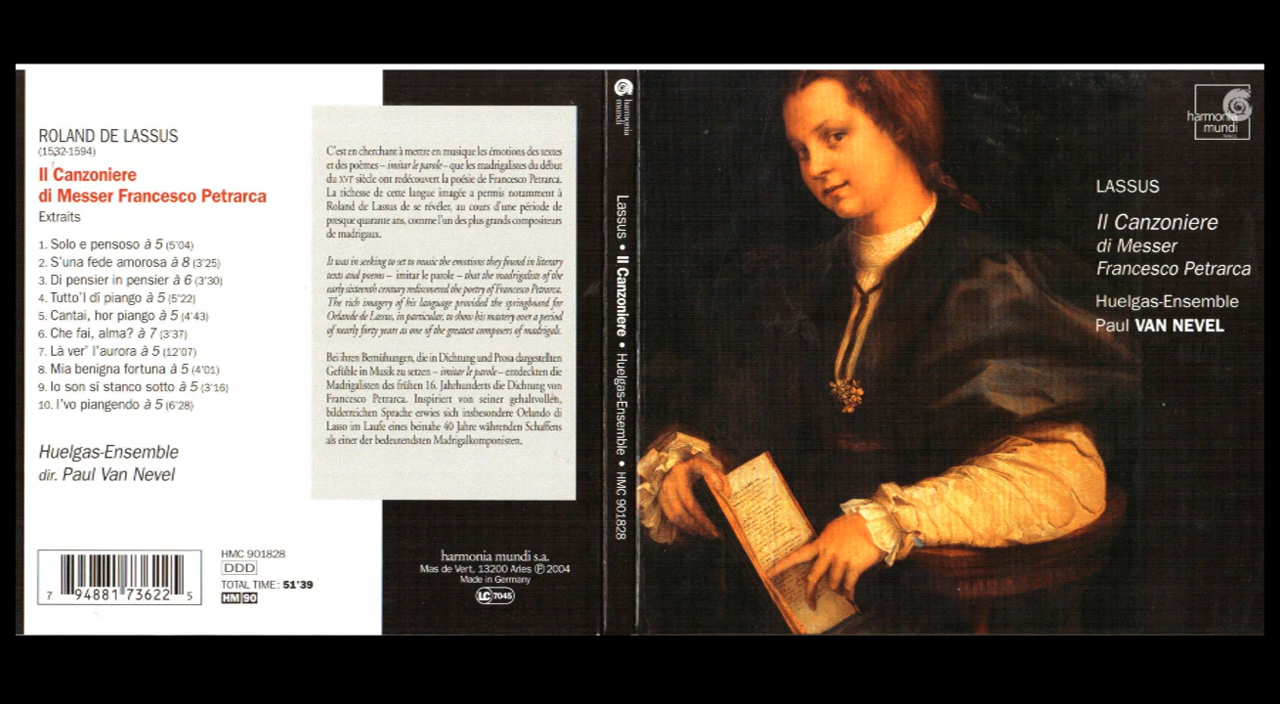 ROLAND DE LASSUS
(1532-1594)
Il Canzoniere
di Messer Francesco Petrarca
Extraits
1. Solo e pensoso à 5 (5'04)
2. S'una fede amorosa à 8 (3'25)
3. Di pensier in pensier à 6 (3'30)
4. Tutto'l dì piango à 5 (5'22)
5. Cantai, hor piango à 5 (4'43)
6. Che fai, alma? à 7 (3'37)
7. Là ver' l'aurora à 5 (12'07)
8. Mia benigna fortuna à 5 (4'01)
9. Io son sí stanco sotto à 5 (3'16)
10. I'vo piangendo à 5 (6'28)
Huelgas-Ensemble
dir. Paul Van Nevel
7 94881 73622 5
HMC 901828
DDD
TOTAL TIME: 51'39
HM 90
C'est en cherchant à mettre en musique les émotions des textes
et des poèmes – imitar le parole – que les madrigalistes du début
du XVIe siècle ont redécouvert la poésie de Francesco Petrarca.
La richesse de cette langue imagée a permis notamment à
Roland de Lassus de se révéler, au cours d'une période de
presque quarante ans, comme l'un des plus grands compositeurs
de madrigaux.
It was in seeking to set to music the emotions they found in literary
texts and poems – imitar le parole – that the madrigalists of the
early sixteenth century rediscovered the poetry of Francesco Petrarca.
The rich imagery of his language provided the springboard for
Orlande de Lassus, in particular, to show his mastery over a period
of nearly forty years as one of the greatest composers of madrigals.
Bei ihren Bemühungen, die in Dichtung und Prosa dargestellten
Gefühle in Musik zu setzen – imitar le parole – entdeckten die
Madrigalisten des frühen 16. Jahrhunderts die Dichtung von
Francesco Petrarca. Inspiriert von seiner gehaltvollen,
bilderreichen Sprache erwies sich insbesondere Orlando di
Lasso im Laufe eines beinahe 40 Jahre währenden Schaffens
als einer der bedeutendsten Madrigalkomponisten.
harmonia mundi s.a.
Mas de Vert, 13200 Arles ℗ 2004
Made in Germany
LC 7045
harmonia
mundi
Lassus • Il Canzoniere • Huelgas-Ensemble • HMC 901828
harmonia
mundi
LASSUS
Il Canzoniere
di Messer
Francesco Petrarca
Huelgas-Ensemble
Paul VAN NEVEL